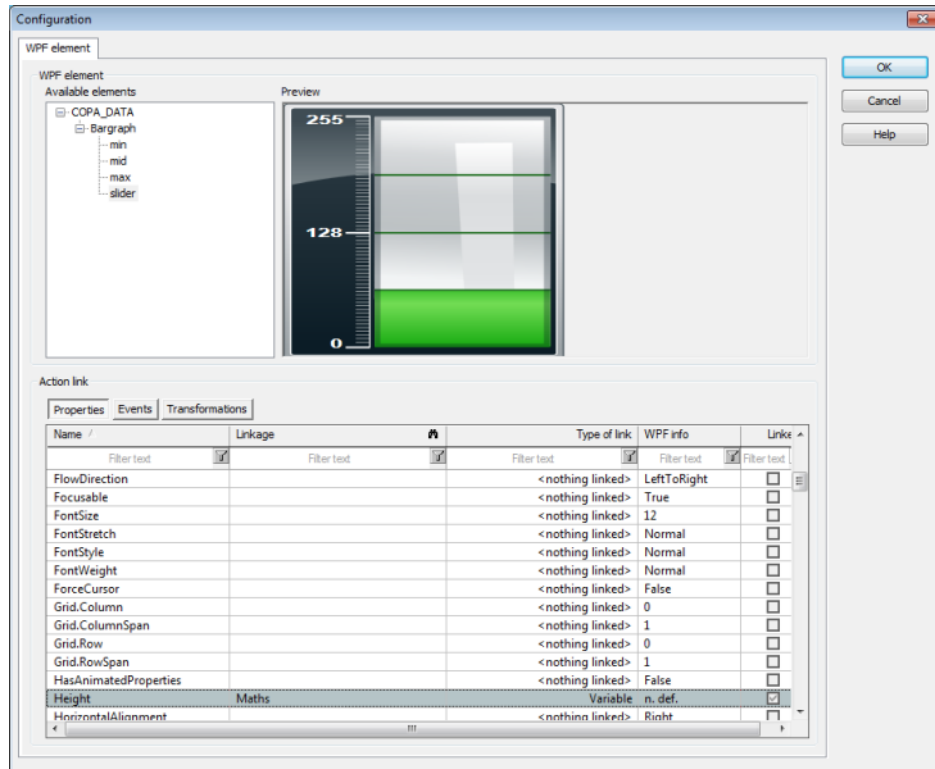 Configuration
WPF element
WPF element
Available elements
Preview
COPA_DATA
Bargraph
min
mid
max
slider
255
128
0
OK
Cancel
Help
Action link
Properties Events Transformations
Name Linkage Type of link WPF info Linke
Filter text Filter text Filter text Filter text Filter text
FlowDirection <nothing linked> LeftToRight
Focusable <nothing linked> True
FontSize <nothing linked> 12
FontStretch <nothing linked> Normal
FontStyle <nothing linked> Normal
FontWeight <nothing linked> Normal
ForceCursor <nothing linked> False
Grid.Column <nothing linked> 0
Grid.ColumnSpan <nothing linked> 1
Grid.Row <nothing linked> 0
Grid.RowSpan <nothing linked> 1
HasAnimatedProperties <nothing linked> False
Height Maths Variable n. def.
HorizontalAlignment <nothing linked> Right